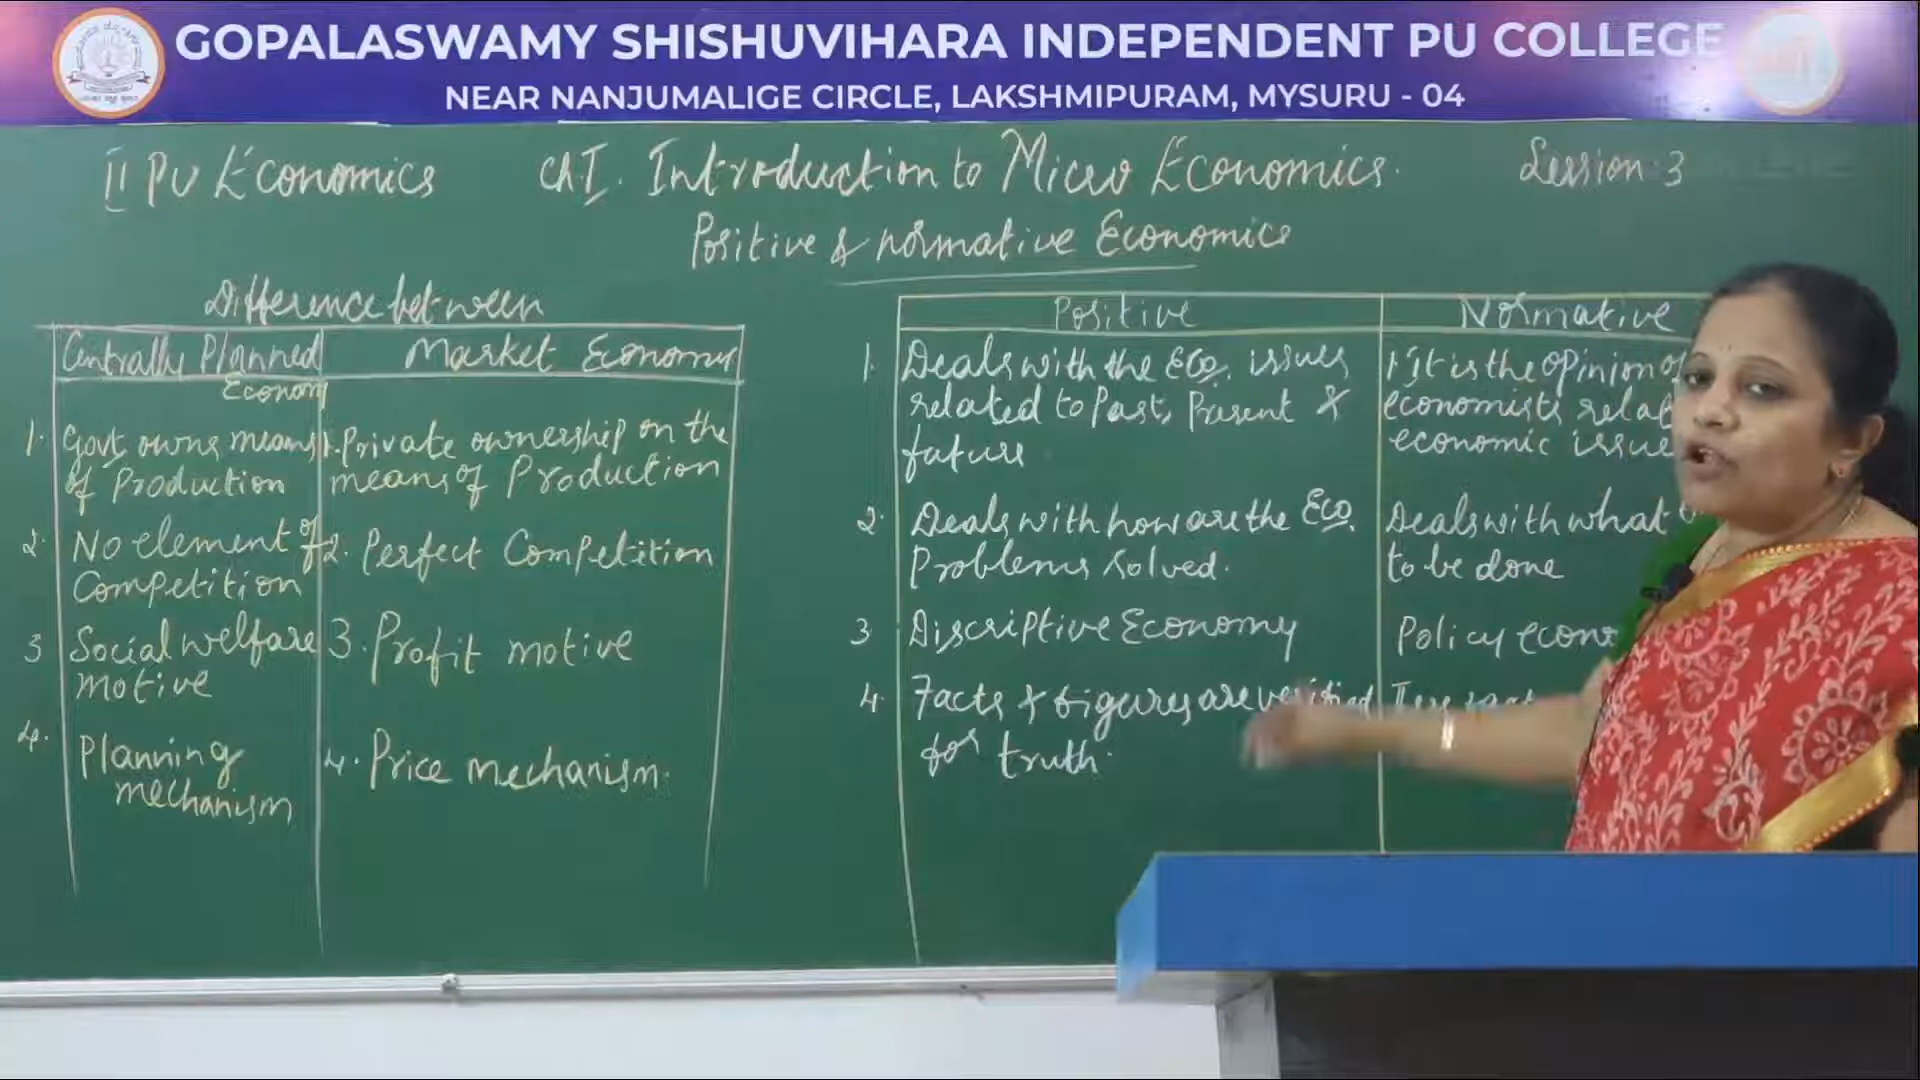 GOPALASWAMY SHISHUVIHARA INDEPENDENT PU COLLEGE
NEAR NANJUMALIGE CIRCLE, LAKSHMIPURAM, MYSURU - 04
II PU Economics
Ch.I. Introduction to Micro Economics.
Session 3
Positive & normative Economics
Difference between
Centrally Planned
Economy
Market Economy
1. Govt owns means
of Production
1. Private ownership on the
means of Production
2. No element of
Competition
2. Perfect Competition
3 Social welfare
motive
3. Profit motive
4. Planning
mechanism
4. Price mechanism.
Positive
Normative
1. Deals with the Eco. issues
related to Past, Present &
future
1. It is the opinion of
economists
economic
2. Deals with how are the Eco.
Problems solved.
Deals with what
to be done
3 Discriptive Economy
Policy
4. Facts & figures are verified
for truth.